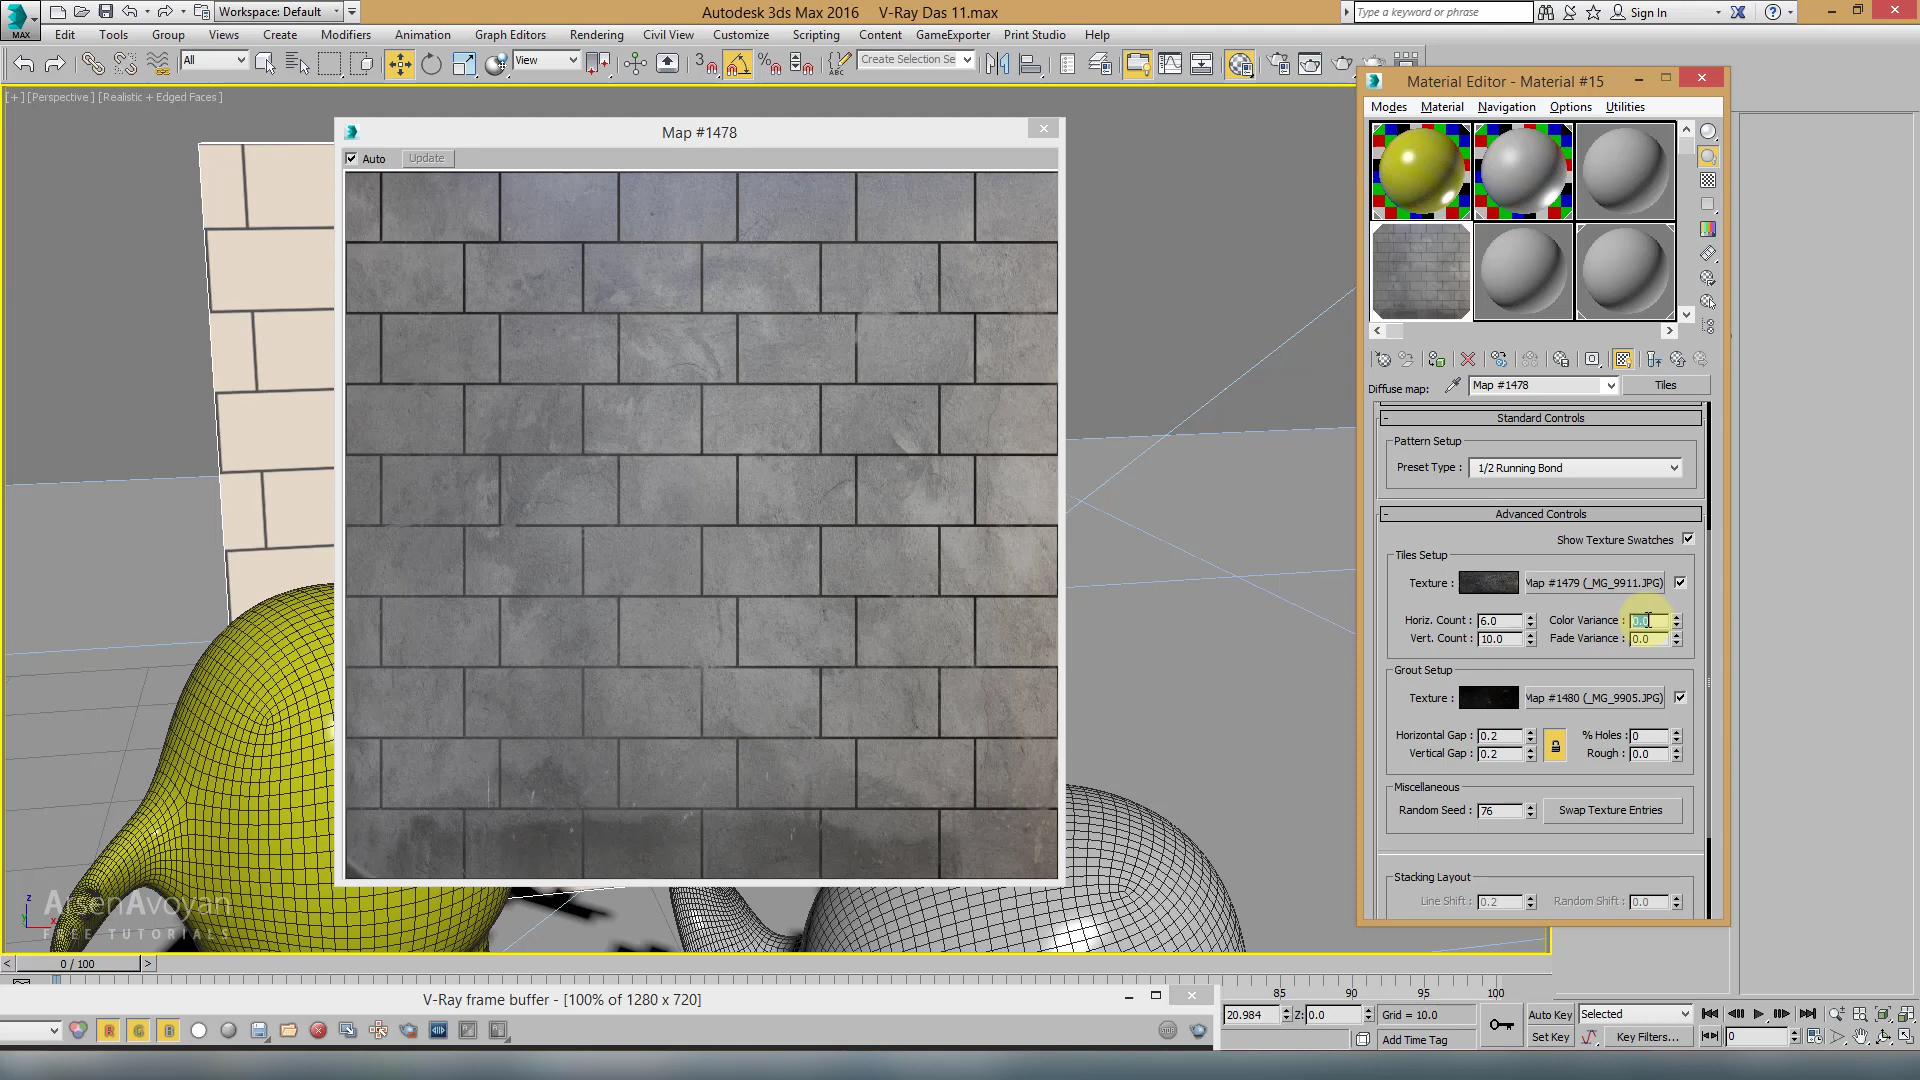 MAX
Workspace: Default
Autodesk 3ds Max 2016    V-Ray Das 11.max
Type a keyword or phrase
Sign In
Edit Tools Group Views Create Modifiers Animation Graph Editors Rendering Civil View Customize Scripting Content GameExporter Print Studio Help
All
View
3
ABC
Create Selection Se
[+] [Perspective] [Realistic + Edged Faces]
Map #1478
Auto
Update
Material Editor - Material #15
Modes Material Navigation Options Utilities
Diffuse map:
Map #1478
Tiles
Standard Controls
Pattern Setup
Preset Type :
1/2 Running Bond
Advanced Controls
Show Texture Swatches
Tiles Setup
Texture :
Map #1479 (_MG_9911.JPG)
Horiz. Count : 6.0 Color Variance : 0.0
Vert. Count : 10.0 Fade Variance : 0.0
Grout Setup
Texture :
Map #1480 (_MG_9905.JPG)
Horizontal Gap : 0.2 % Holes : 0
Vertical Gap : 0.2 Rough : 0.0
Miscellaneous
Random Seed : 76
Swap Texture Entries
Stacking Layout
Line Shift : 0.2 Random Shift : 0.0
z
x
y
ArsenAvoyan
FREE TUTORIALS
< 0 / 100 >
85 90 95 100
V-Ray frame buffer - [100% of 1280 x 720]
R G B
STOP
20.984 Z: 0.0 Grid = 10.0
Add Time Tag
Auto Key Selected
Set Key Key Filters...
0